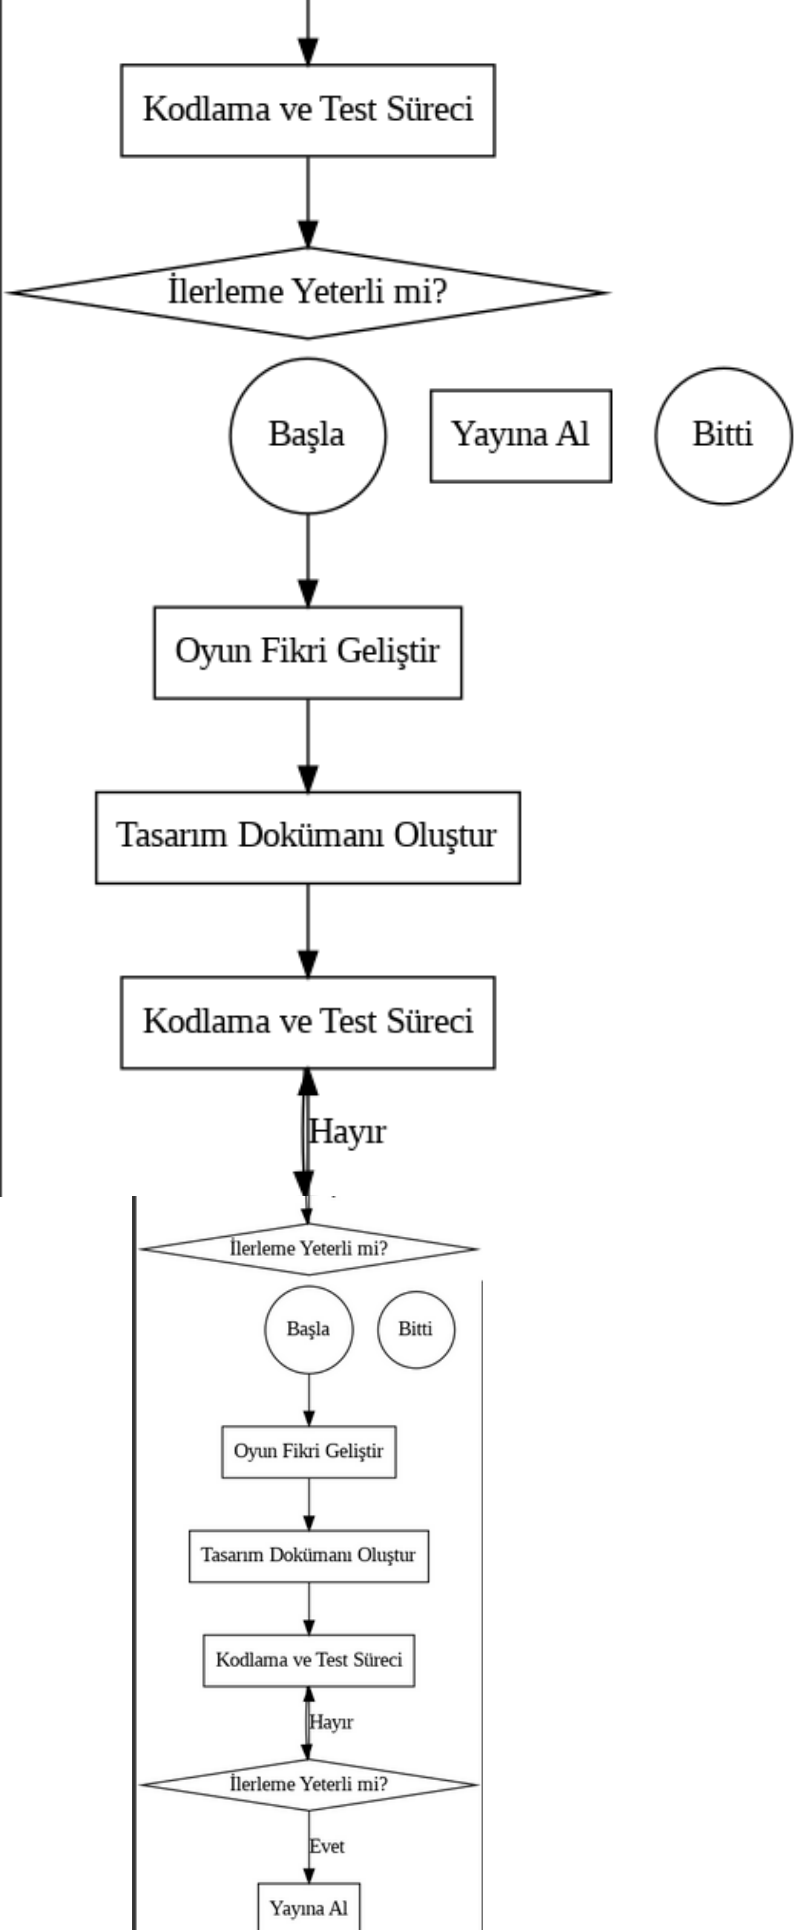 Kodlama ve Test Süreci
İlerleme Yeterli mi?
Başla
Yayına Al
Bitti
Oyun Fikri Geliştir
Tasarım Dokümanı Oluştur
Kodlama ve Test Süreci
Hayır
İlerleme Yeterli mi?
Başla
Bitti
Oyun Fikri Geliştir
Tasarım Dokümanı Oluştur
Kodlama ve Test Süreci
Hayır
İlerleme Yeterli mi?
Evet
Yayına Al